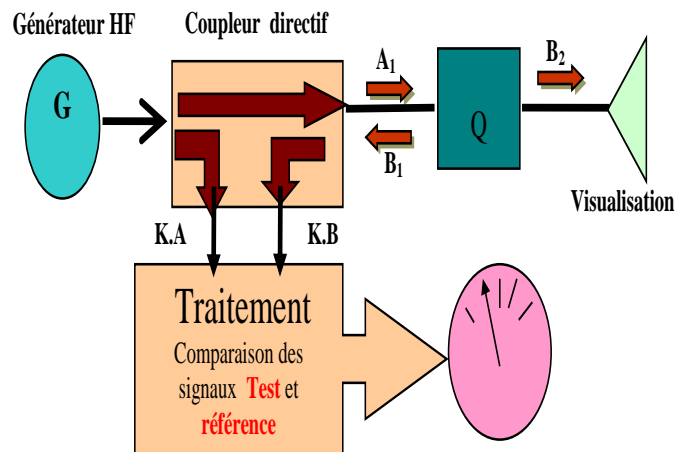 Générateur HF
Coupleur directif
G
A1
B2
Q
B1
Visualisation
K.A
K.B
Traitement
Comparaison des
signaux Test et
référence